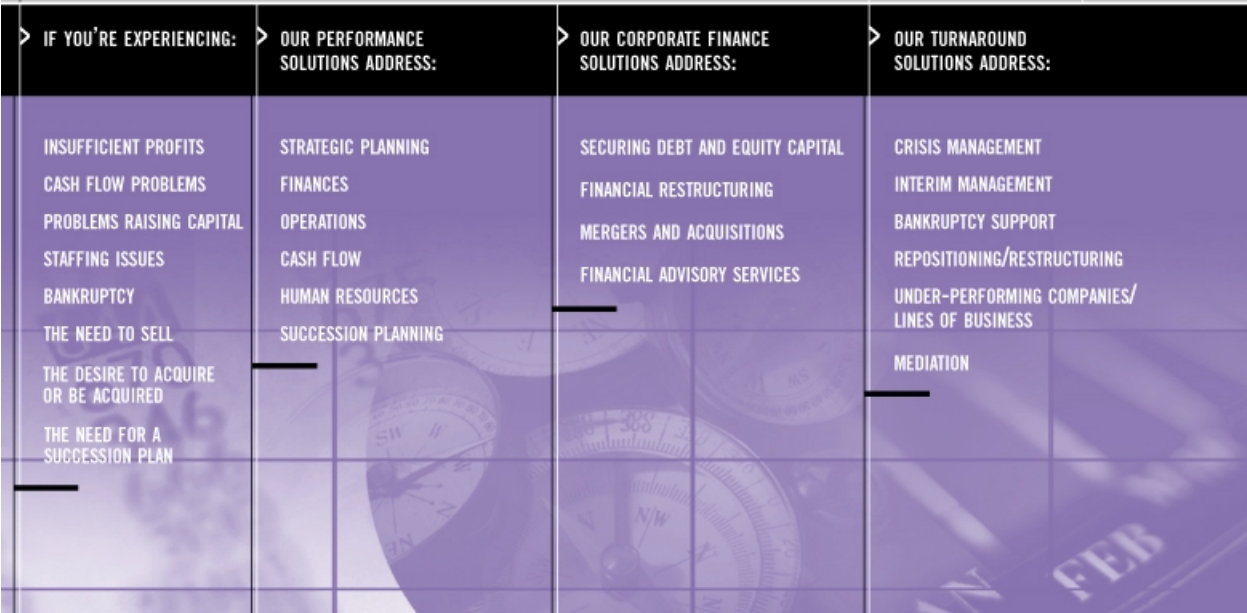 IF YOU'RE EXPERIENCING:
INSUFFICIENT PROFITS
CASH FLOW PROBLEMS
PROBLEMS RAISING CAPITAL
STAFFING ISSUES
BANKRUPTCY
THE NEED TO SELL
THE DESIRE TO ACQUIRE
OR BE ACQUIRED
THE NEED FOR A
SUCCESSION PLAN
OUR PERFORMANCE
SOLUTIONS ADDRESS:
STRATEGIC PLANNING
FINANCES
OPERATIONS
CASH FLOW
HUMAN RESOURCES
SUCCESSION PLANNING
OUR CORPORATE FINANCE
SOLUTIONS ADDRESS:
SECURING DEBT AND EQUITY CAPITAL
FINANCIAL RESTRUCTURING
MERGERS AND ACQUISITIONS
FINANCIAL ADVISORY SERVICES
OUR TURNAROUND
SOLUTIONS ADDRESS:
CRISIS MANAGEMENT
INTERIM MANAGEMENT
BANKRUPTCY SUPPORT
REPOSITIONING/RESTRUCTURING
UNDER-PERFORMING COMPANIES/
LINES OF BUSINESS
MEDIATION
SW W
N/W
FEB